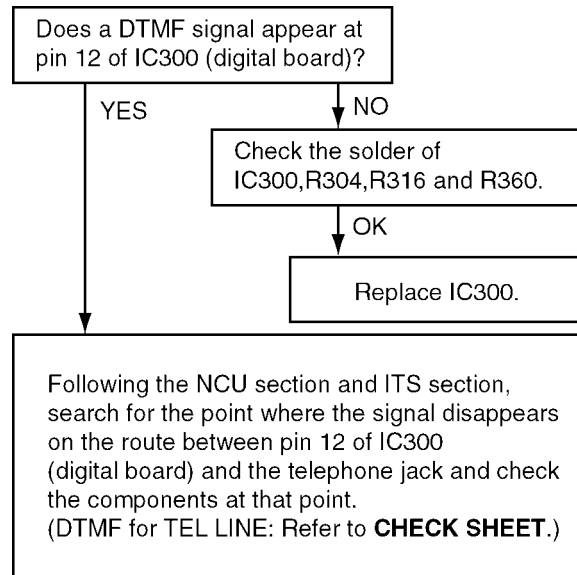 Does a DTMF signal appear at
pin 12 of IC300 (digital board)?
YES
NO
Check the solder of
IC300,R304,R316 and R360.
OK
Replace IC300.
Following the NCU section and ITS section,
search for the point where the signal disappears
on the route between pin 12 of IC300
(digital board) and the telephone jack and check
the components at that point.
(DTMF for TEL LINE: Refer to CHECK SHEET.)